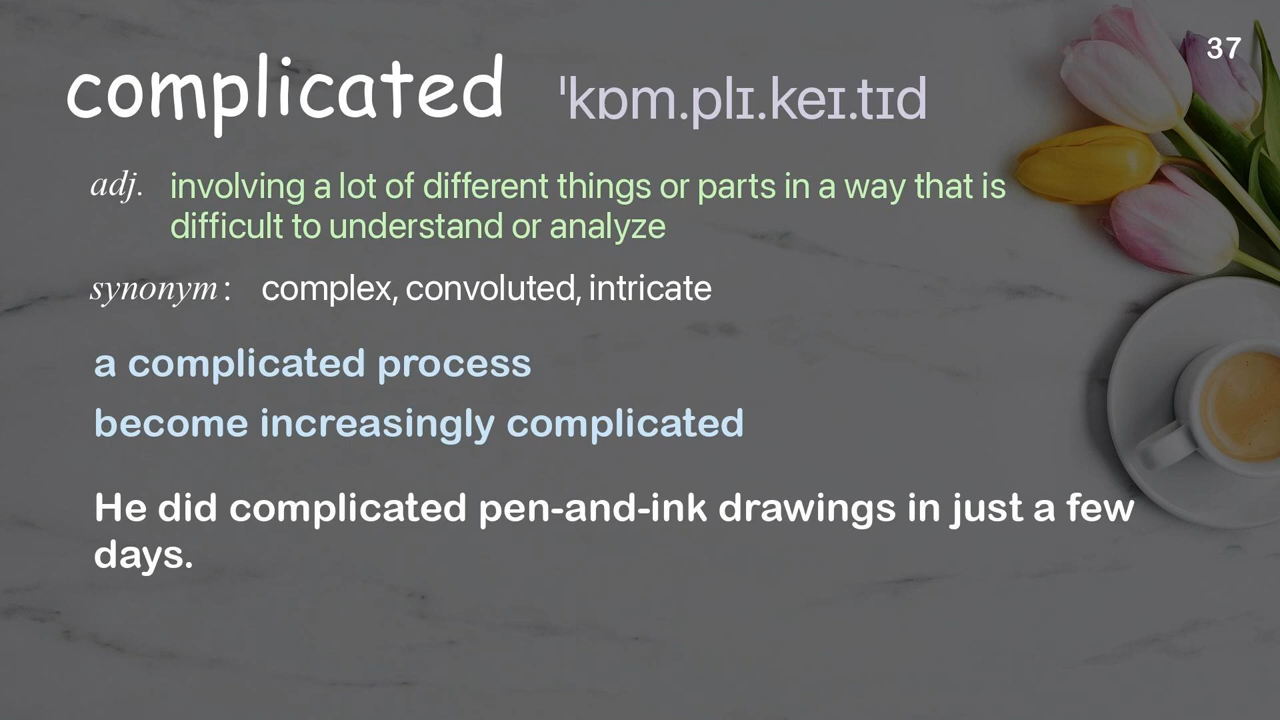 37
complicated ˈkɒm.plɪ.keɪ.tɪd
adj. involving a lot of different things or parts in a way that is
difficult to understand or analyze
synonym : complex, convoluted, intricate
a complicated process
become increasingly complicated
He did complicated pen-and-ink drawings in just a few
days.